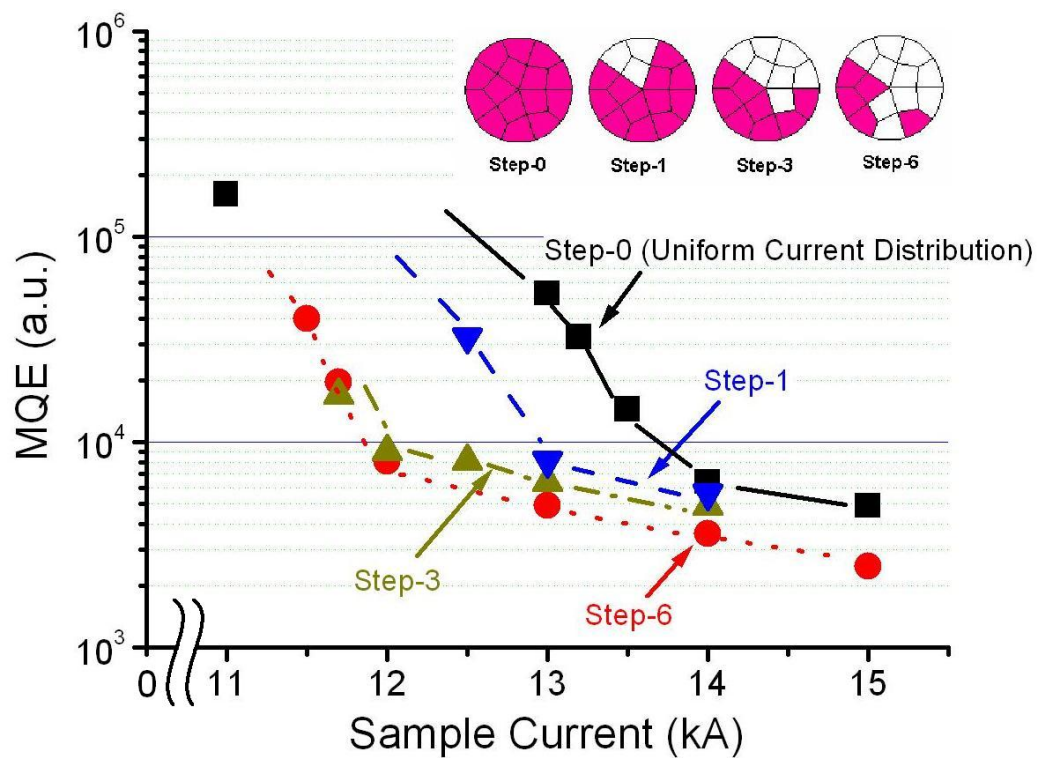 10^6
Step-0 Step-1 Step-3 Step-6
10^5
Step-0 (Uniform Current Distribution)
Step-1
MQE (a.u.)
10^4
Step-3
Step-6
10^3
0 11 12 13 14 15
Sample Current (kA)